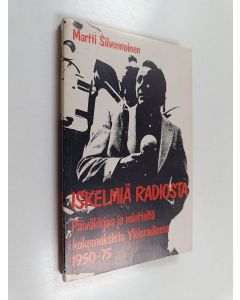 Martti Silvennoinen
ISKELMIÄ RADIOSTA
Päiväkirjaa ja mietteitä
kokemuksista Yleisradiossa
1950-75